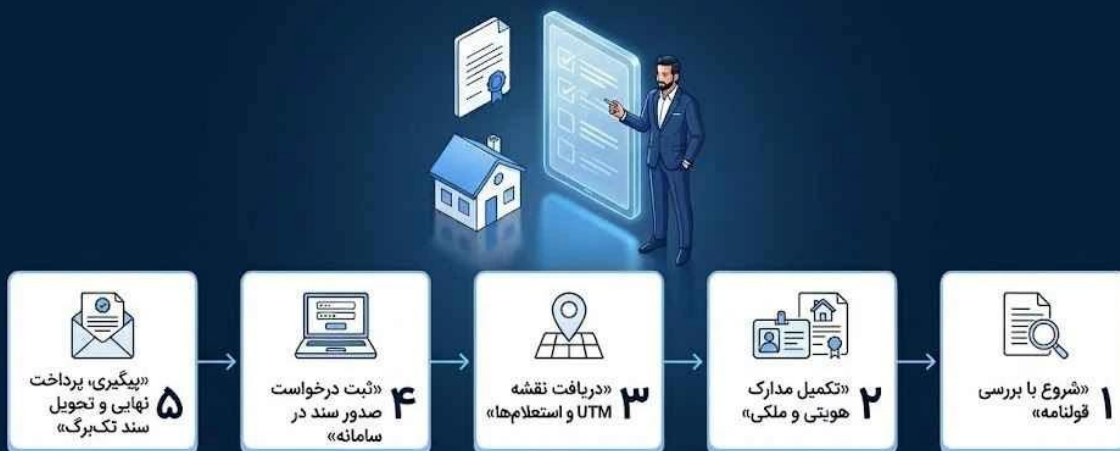 ۱
«شروع با بررسی
قولنامه»
۲
«تکمیل مدارک
هویتی و ملکی»
۳
«دریافت نقشه
UTM و استعلام‌ها»
۴
«ثبت درخواست
صدور سند در
سامانه»
۵
«پیگیری، پرداخت
نهایی و تحویل
سند تک‌برگ»